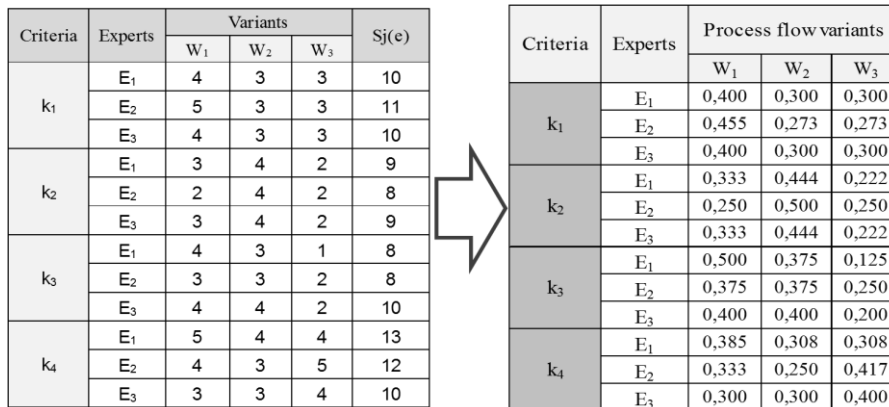 Criteria Experts Variants Sj(e)
W₁ W₂ W₃
k₁ E₁ 4 3 3 10
E₂ 5 3 3 11
E₃ 4 3 3 10
k₂ E₁ 3 4 2 9
E₂ 2 4 2 8
E₃ 3 4 2 9
k₃ E₁ 4 3 1 8
E₂ 3 3 2 8
E₃ 4 4 2 10
k₄ E₁ 5 4 4 13
E₂ 4 3 5 12
E₃ 3 3 4 10
Criteria Experts Process flow variants
W₁ W₂ W₃
k₁ E₁ 0,400 0,300 0,300
E₂ 0,455 0,273 0,273
E₃ 0,400 0,300 0,300
k₂ E₁ 0,333 0,444 0,222
E₂ 0,250 0,500 0,250
E₃ 0,333 0,444 0,222
k₃ E₁ 0,500 0,375 0,125
E₂ 0,375 0,375 0,250
E₃ 0,400 0,400 0,200
k₄ E₁ 0,385 0,308 0,308
E₂ 0,333 0,250 0,417
E₃ 0,300 0,300 0,400